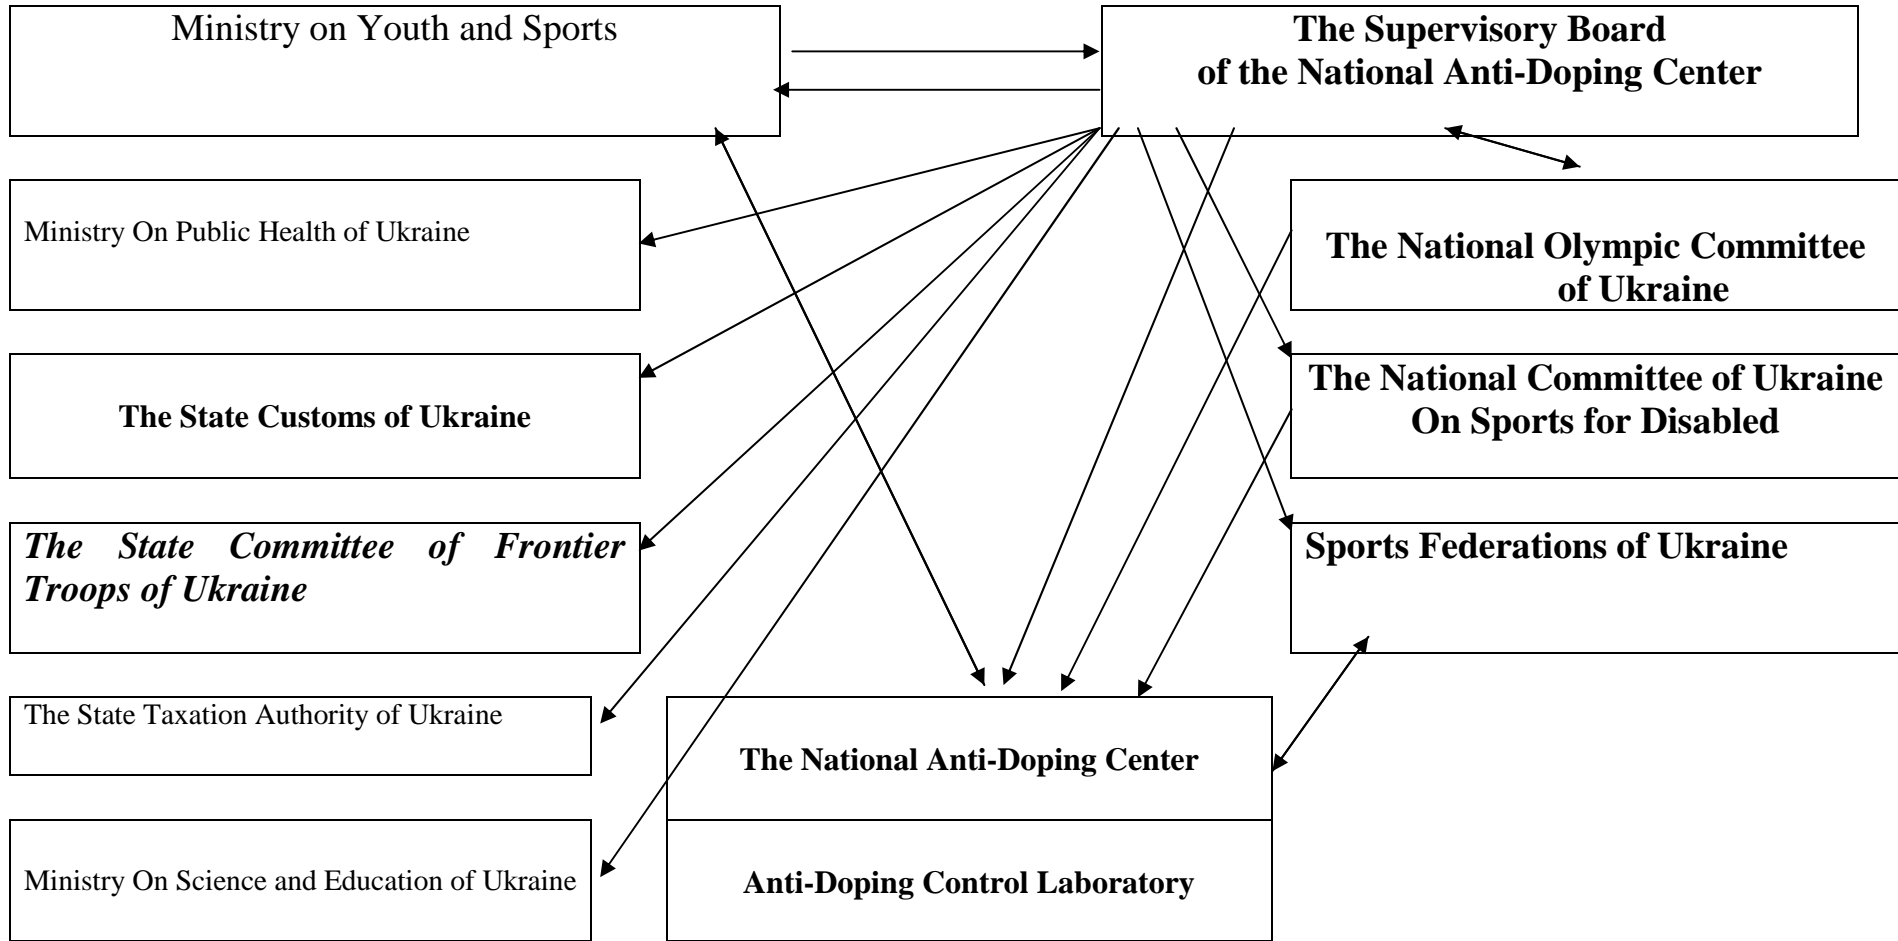 Ministry on Youth and Sports
The Supervisory Board
of the National Anti-Doping Center
Ministry On Public Health of Ukraine
The National Olympic Committee
of Ukraine
The State Customs of Ukraine
The National Committee of Ukraine
On Sports for Disabled
The State Committee of Frontier
Troops of Ukraine
Sports Federations of Ukraine
The State Taxation Authority of Ukraine
The National Anti-Doping Center
Ministry On Science and Education of Ukraine
Anti-Doping Control Laboratory